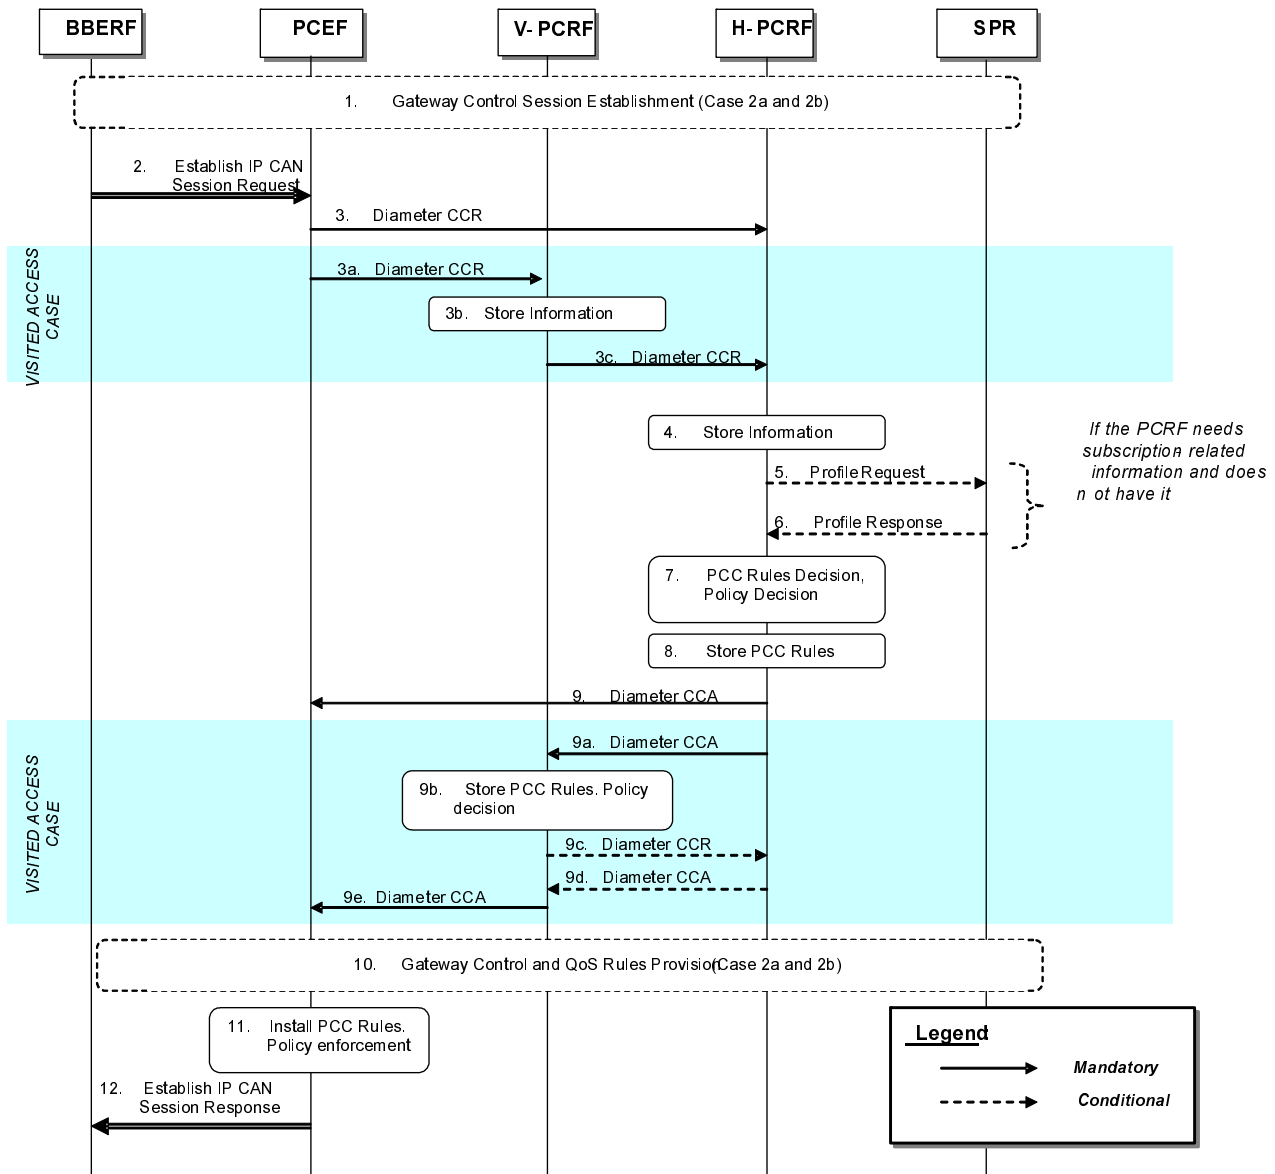 BBERF
PCEF
V- PCRF
H- PCRF
SPR
1. Gateway Control Session Establishment (Case 2a and 2b)
2. Establish IP CAN
Session Request
3. Diameter CCR
VISITED ACCESS
CASE
3a. Diameter CCR
3b. Store Information
3c. Diameter CCR
4. Store Information
If the PCRF needs
subscription related
information and does
n ot have it
5. Profile Request
6. Profile Response
7. PCC Rules Decision,
Policy Decision
8. Store PCC Rules
9. Diameter CCA
VISITED ACCESS
CASE
9a. Diameter CCA
9b. Store PCC Rules. Policy
decision
9c. Diameter CCR
9d. Diameter CCA
9e. Diameter CCA
10. Gateway Control and QoS Rules Provision (Case 2a and 2b)
11. Install PCC Rules.
Policy enforcement
12. Establish IP CAN
Session Response
Legend:
Mandatory
Conditional